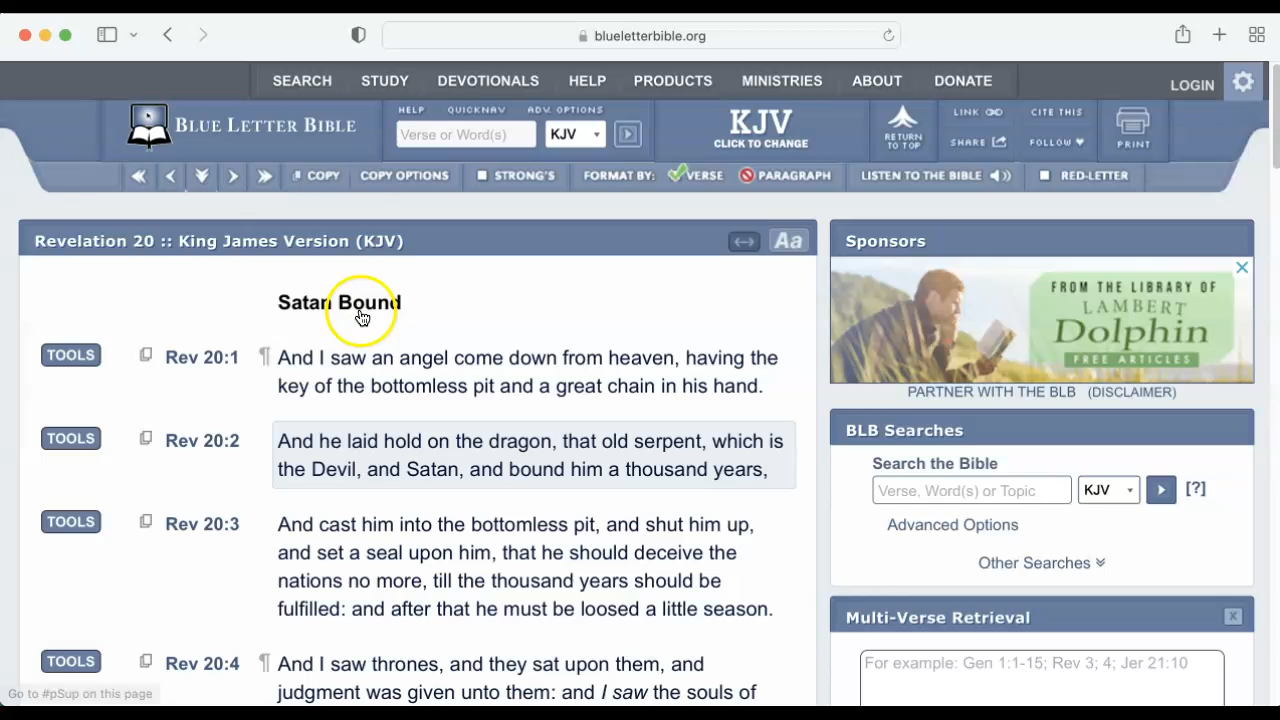 blueletterbible.org
SEARCH STUDY DEVOTIONALS HELP PRODUCTS MINISTRIES ABOUT DONATE LOGIN
BLUE LETTER BIBLE
HELP QUICKNAV ADV. OPTIONS
Verse or Word(s) KJV
KJV
CLICK TO CHANGE
RETURN
TO TOP
LINK CITE THIS
SHARE FOLLOW
PRINT
COPY COPY OPTIONS STRONG'S FORMAT BY: VERSE PARAGRAPH LISTEN TO THE BIBLE RED-LETTER
Revelation 20 :: King James Version (KJV) Aa
Satan Bound
TOOLS Rev 20:1 ¶ And I saw an angel come down from heaven, having the
key of the bottomless pit and a great chain in his hand.
TOOLS Rev 20:2 And he laid hold on the dragon, that old serpent, which is
the Devil, and Satan, and bound him a thousand years,
TOOLS Rev 20:3 And cast him into the bottomless pit, and shut him up,
and set a seal upon him, that he should deceive the
nations no more, till the thousand years should be
fulfilled: and after that he must be loosed a little season.
TOOLS Rev 20:4 ¶ And I saw thrones, and they sat upon them, and
judgment was given unto them: and I saw the souls of
Go to #pSup on this page
Sponsors
FROM THE LIBRARY OF
LAMBERT
Dolphin
FREE ARTICLES
PARTNER WITH THE BLB (DISCLAIMER)
BLB Searches
Search the Bible
Verse, Word(s) or Topic KJV [?]
Advanced Options
Other Searches
Multi-Verse Retrieval x
For example: Gen 1:1-15; Rev 3; 4; Jer 21:10